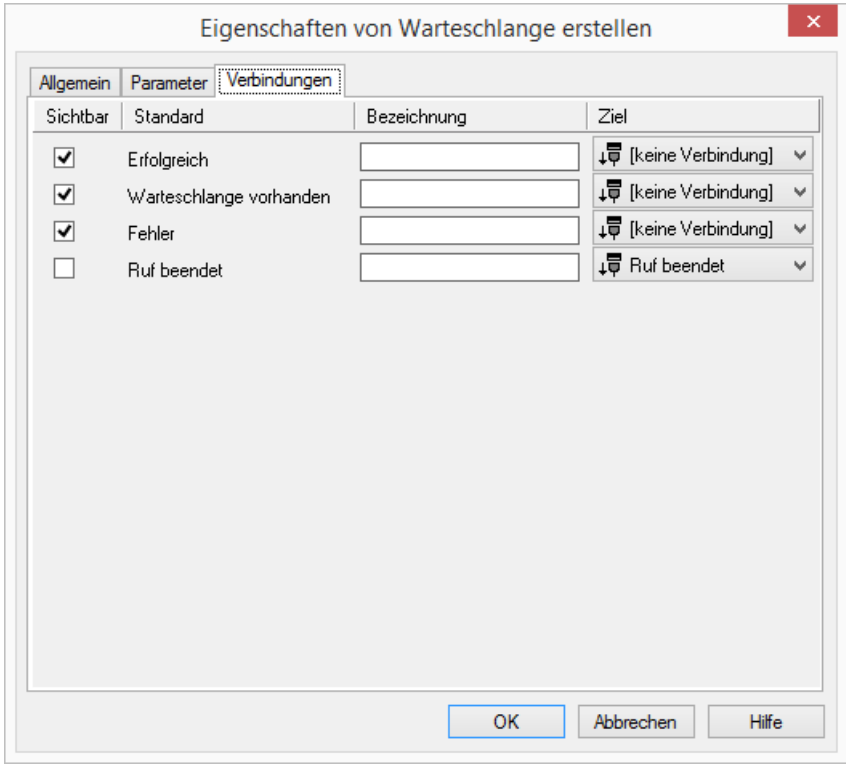 Eigenschaften von Warteschlange erstellen
Allgemein Parameter Verbindungen
Sichtbar Standard Bezeichnung Ziel
Erfolgreich [keine Verbindung]
Warteschlange vorhanden [keine Verbindung]
Fehler [keine Verbindung]
Ruf beendet Ruf beendet
OK Abbrechen Hilfe